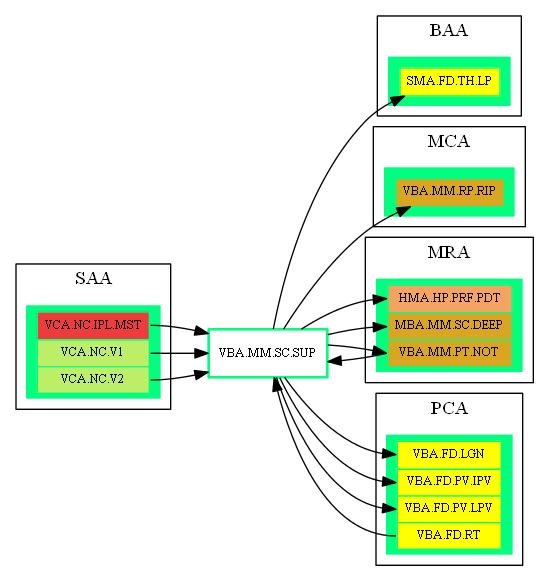 BAA
SMA.FD.TH.LP
MCA
VBA.MM.RP.RIP
MRA
HMA.HP.PRF.PDT
MBA.MM.SC.DEEP
VBA.MM.PT.NOT
SAA
VCA.NC.IPL.MST
VCA.NC.V1
VCA.NC.V2
VBA.MM.SC.SUP
PCA
VBA.FD.LGN
VBA.FD.PV.IPV
VBA.FD.PV.LPV
VBA.FD.RT